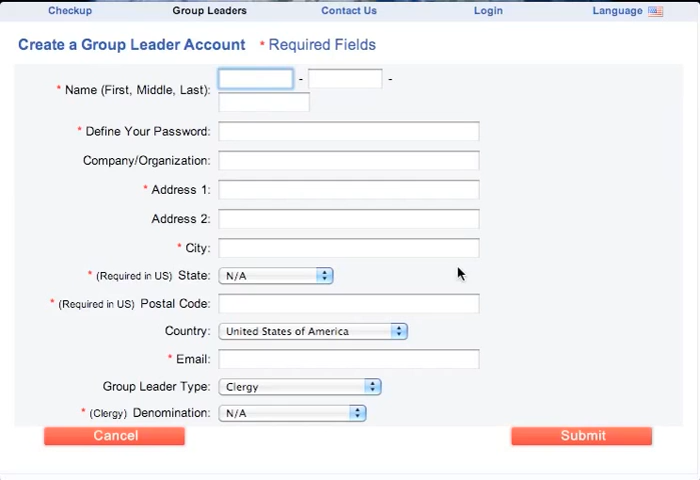 Checkup Group Leaders Contact Us Login Language
Create a Group Leader Account * Required Fields
* Name (First, Middle, Last): - -
* Define Your Password:
Company/Organization:
* Address 1:
Address 2:
* City:
* (Required in US) State: N/A
* (Required in US) Postal Code:
Country: United States of America
* Email:
Group Leader Type: Clergy
* (Clergy) Denomination: N/A
Cancel Submit